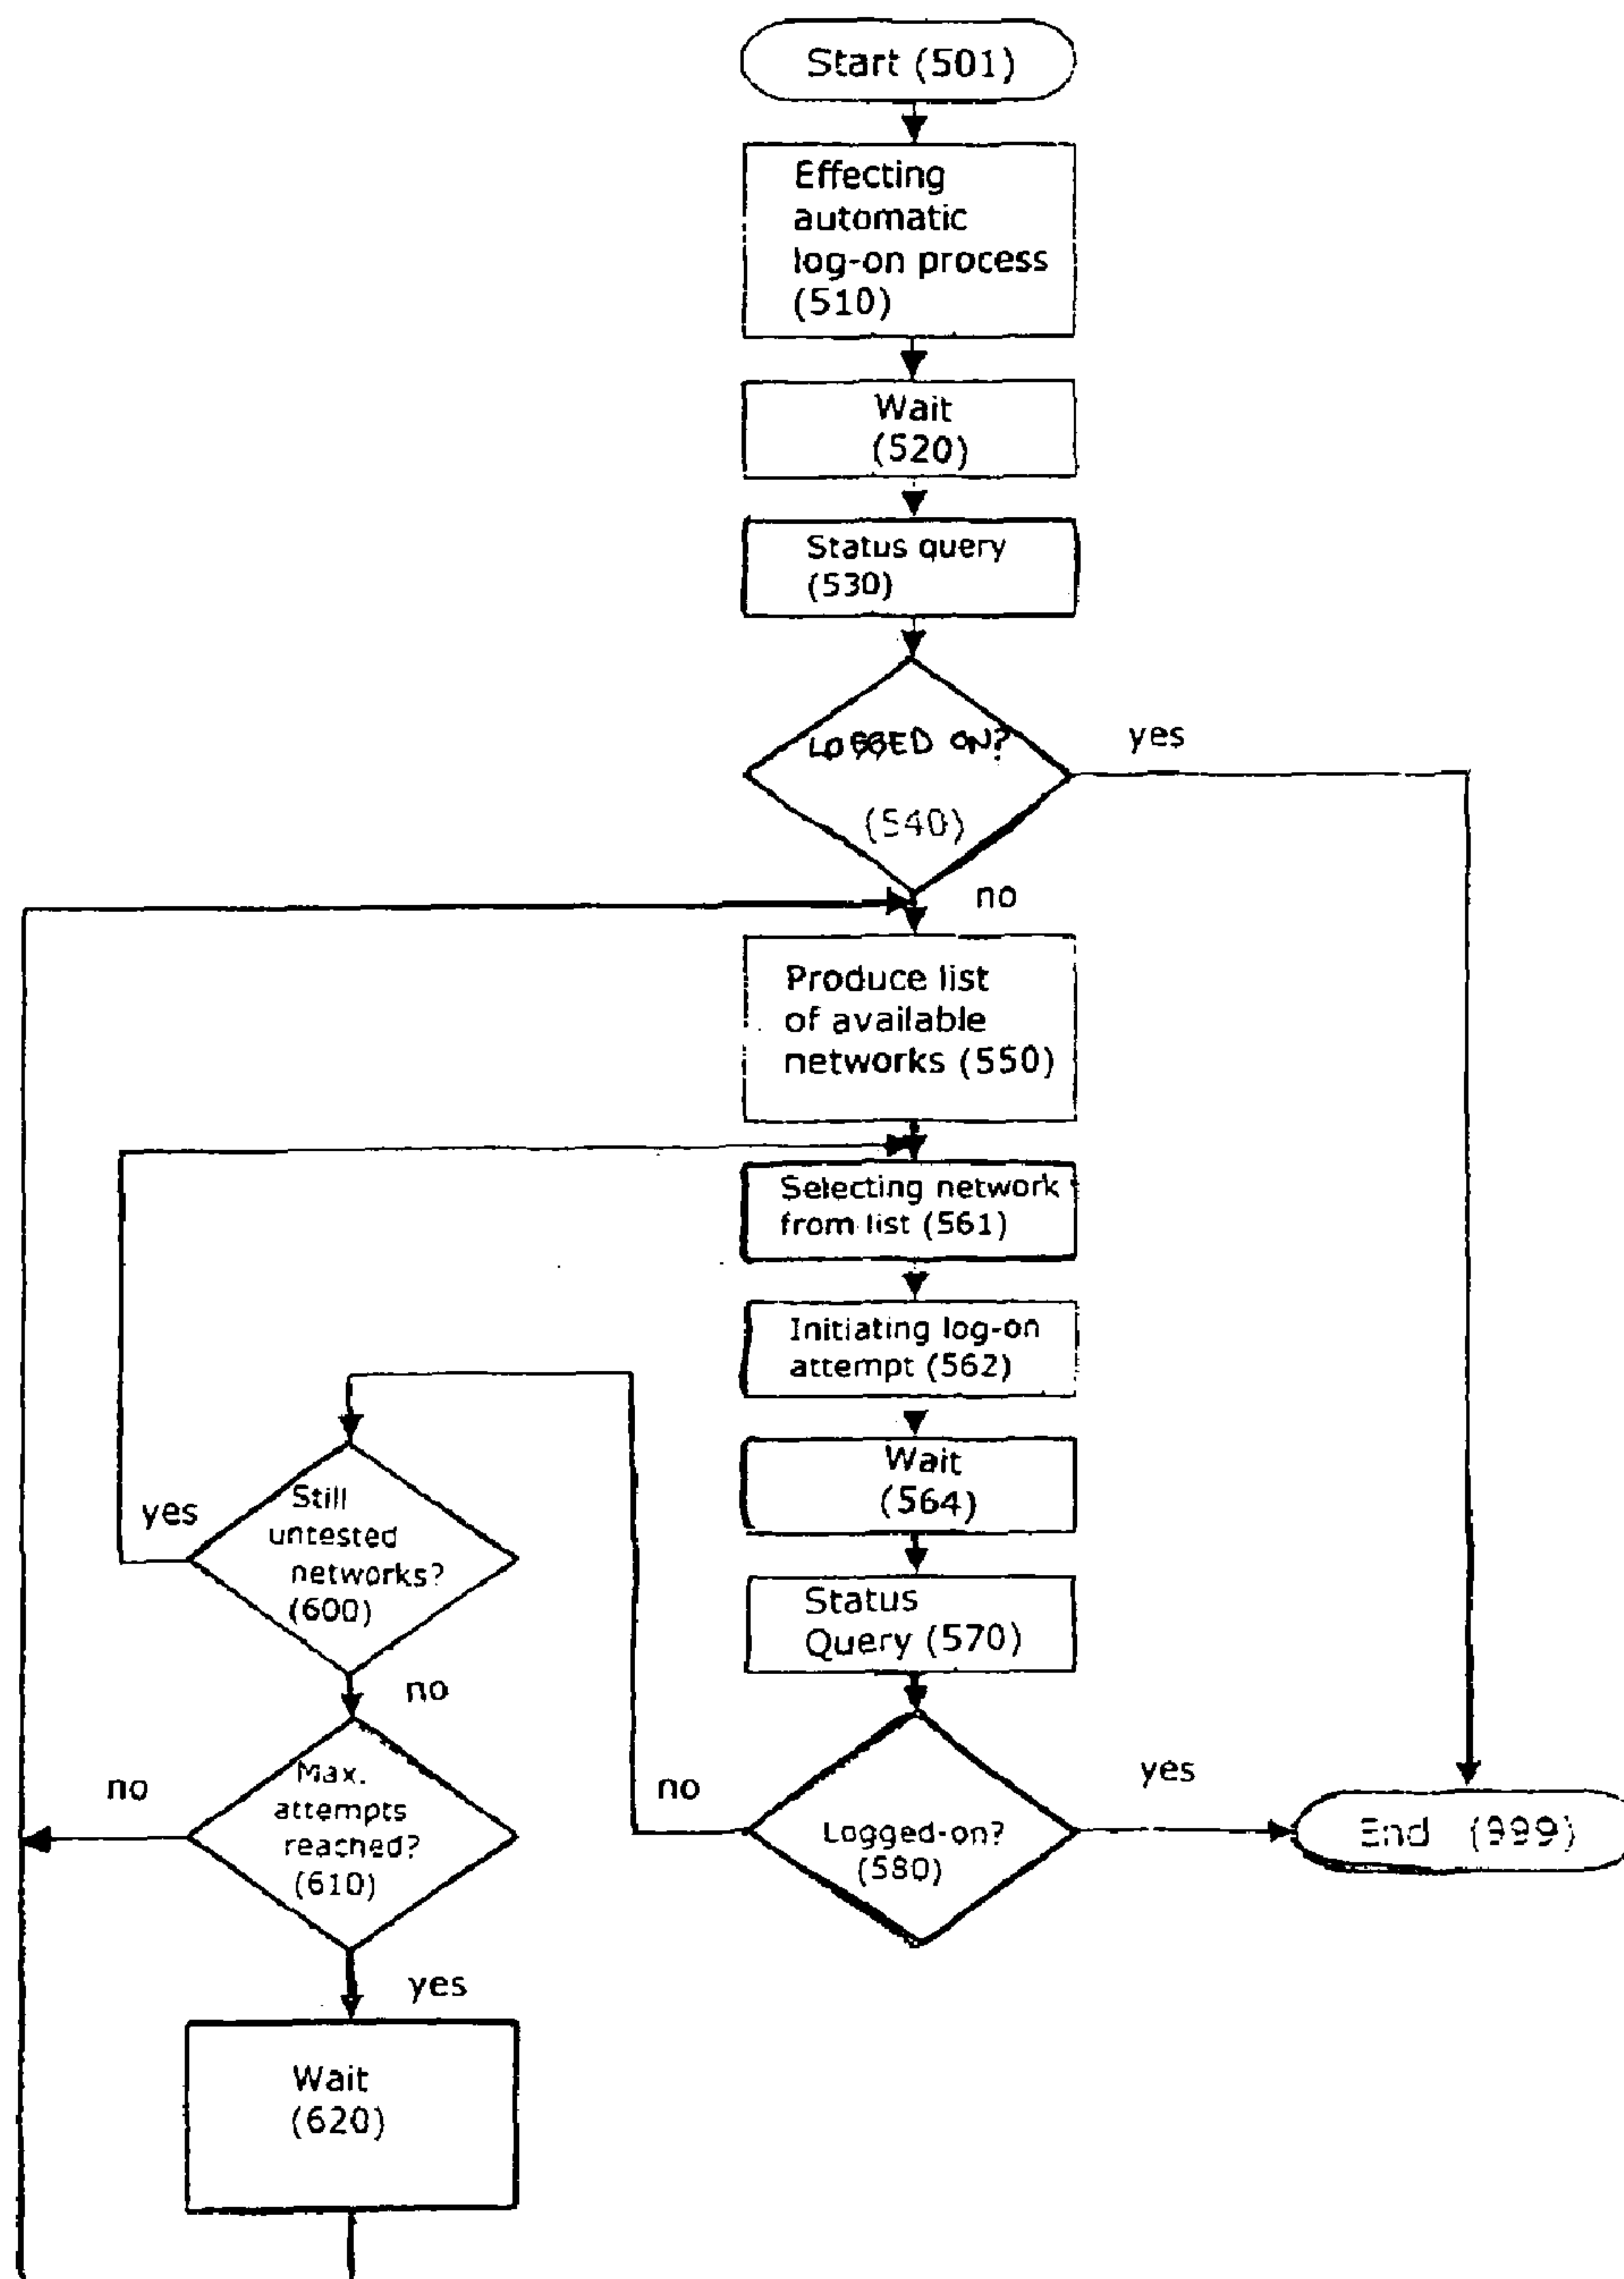 Start (501)
Effecting
automatic
log-on process
(510)
Wait
(520)
Status query
(530)
LOGGED ON?
(540)
yes
no
Produce list
of available
networks (550)
Selecting network
from list (561)
Initiating log-on
attempt (562)
Wait
(564)
Status
Query (570)
Logged-on?
(580)
yes
no
End (999)
Still
untested
networks?
(600)
yes
no
Max.
attempts
reached?
(610)
no
yes
Wait
(620)